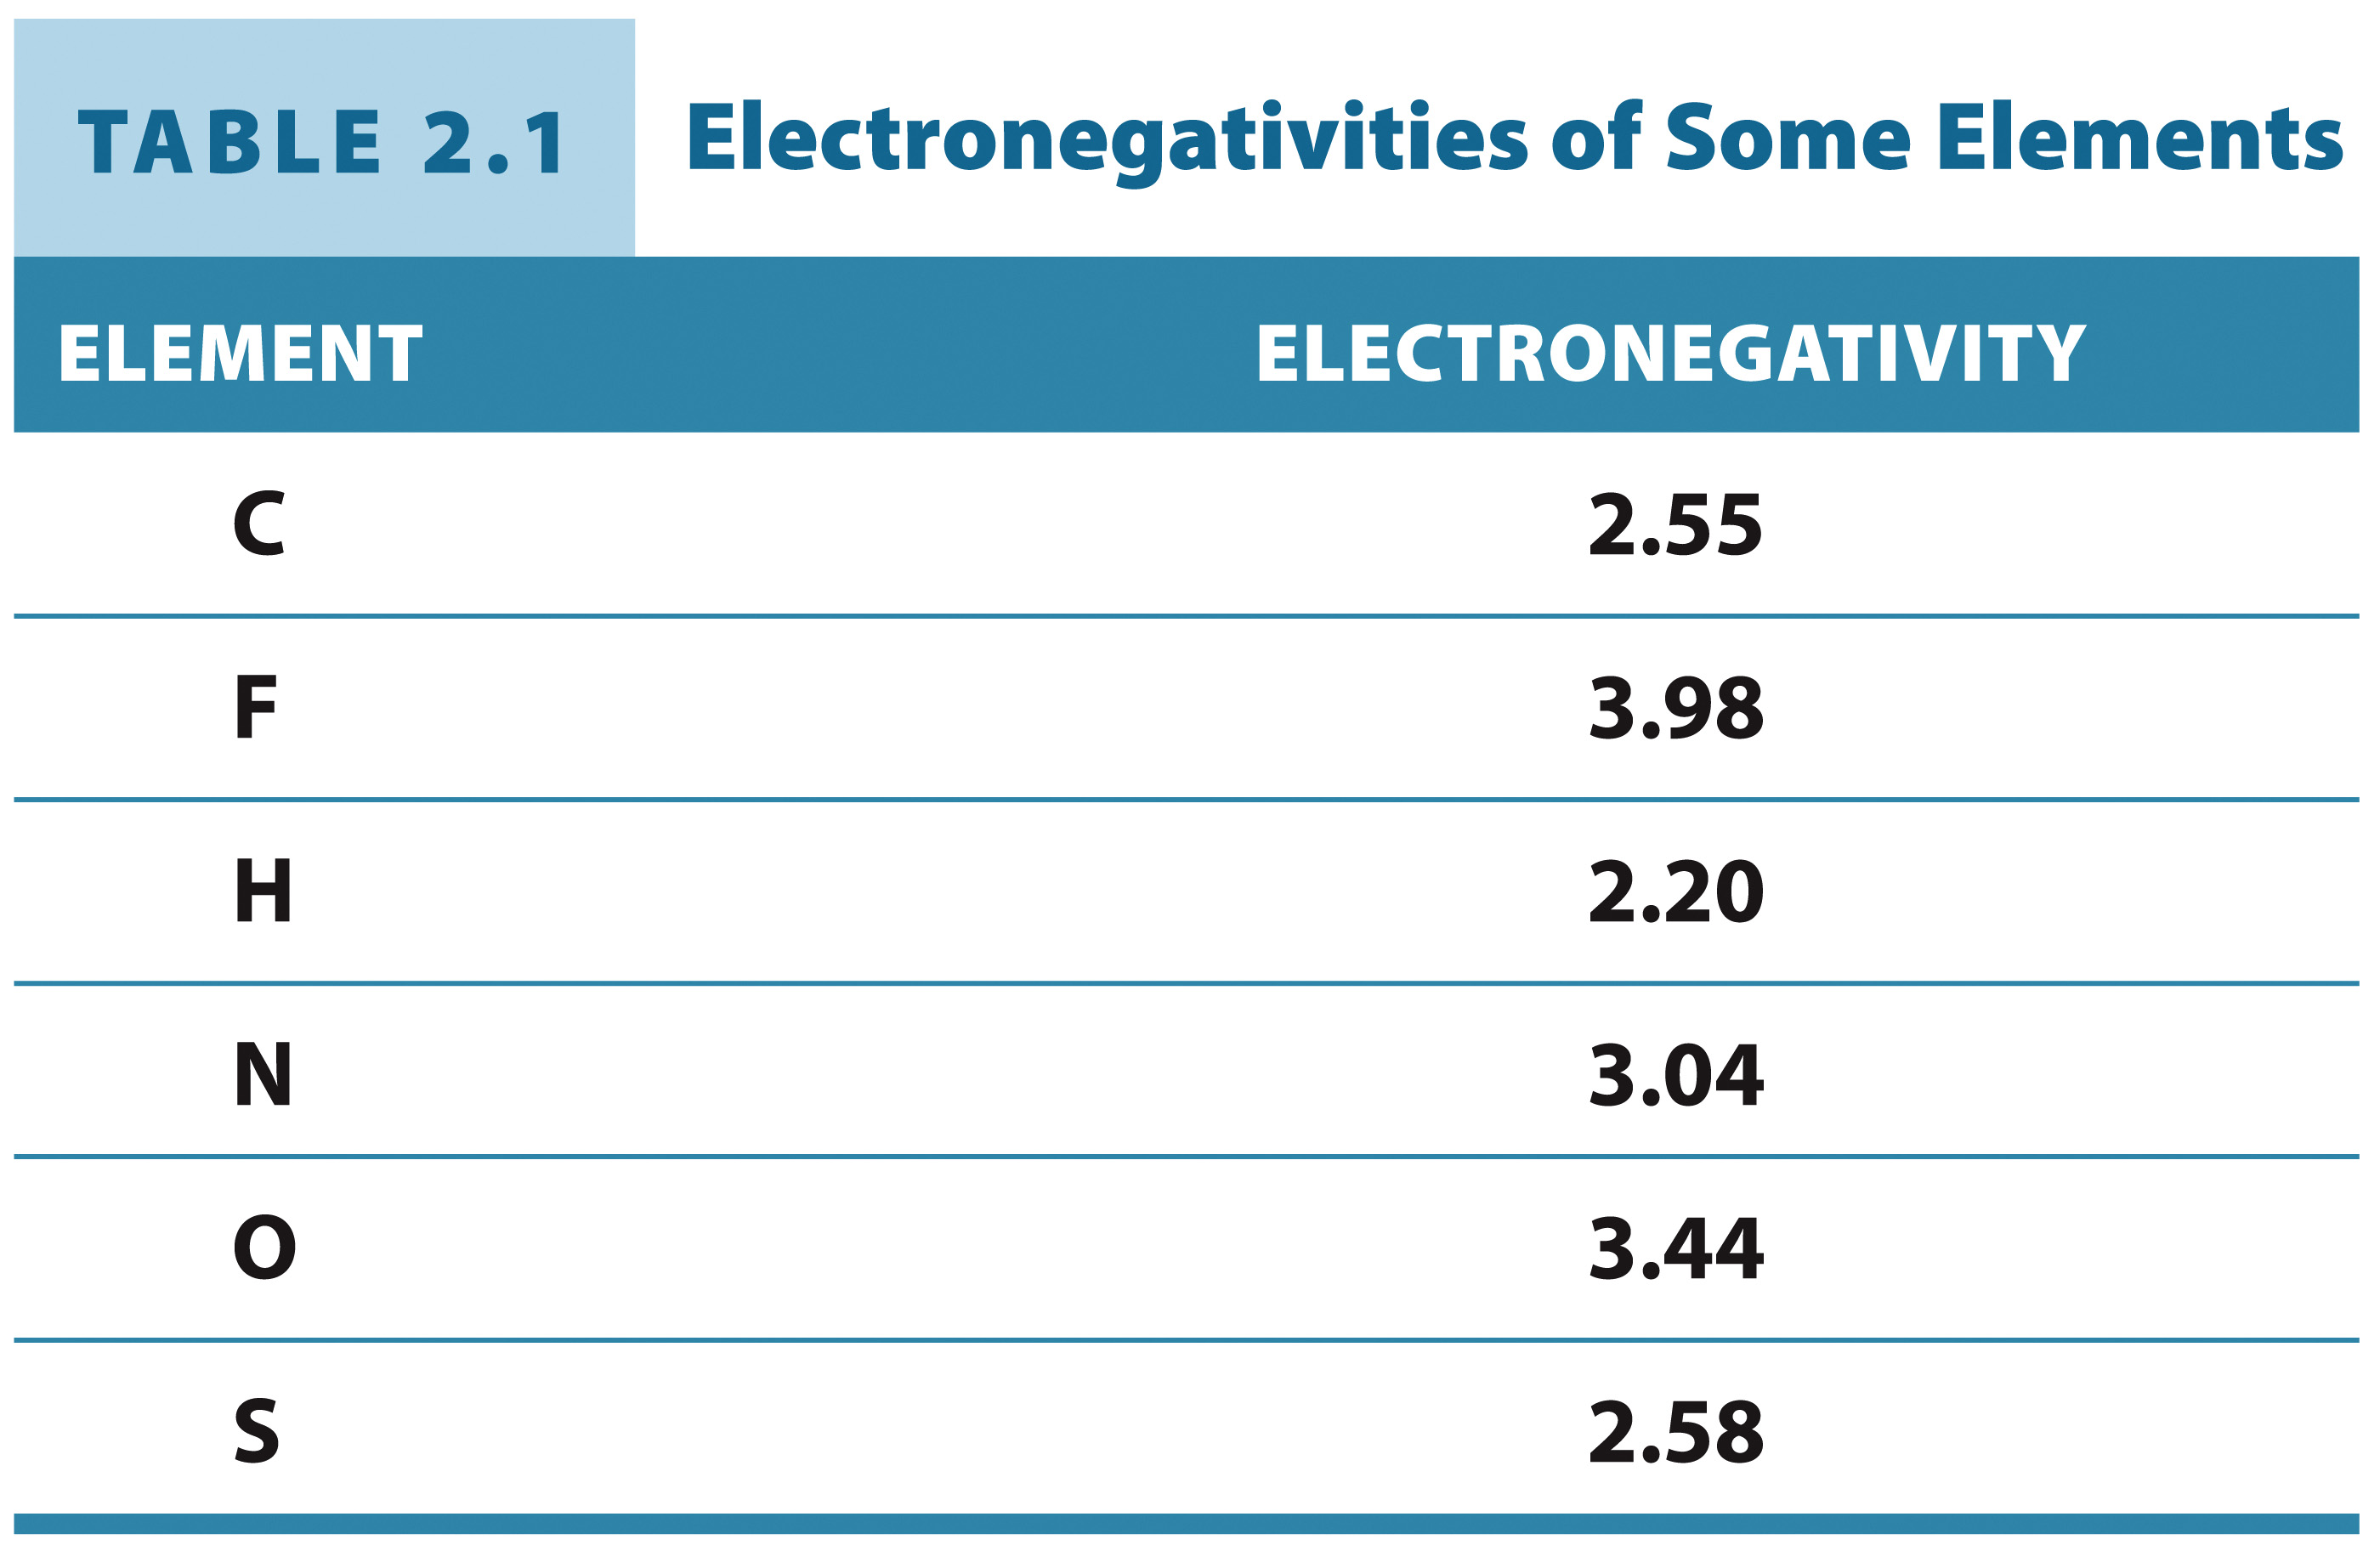 TABLE 2.1 Electronegativities of Some Elements
ELEMENT ELECTRONEGATIVITY
C 2.55
F 3.98
H 2.20
N 3.04
O 3.44
S 2.58